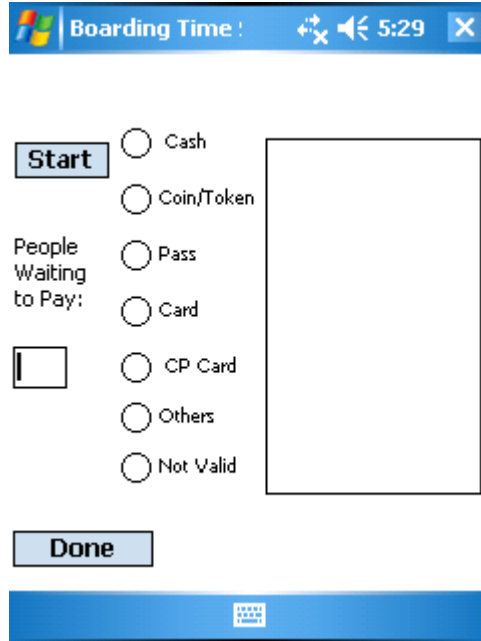 Boarding Time S 5:29
Start
Cash
Coin/Token
People
Waiting
to Pay:
Pass
Card
CP Card
Others
Not Valid
Done